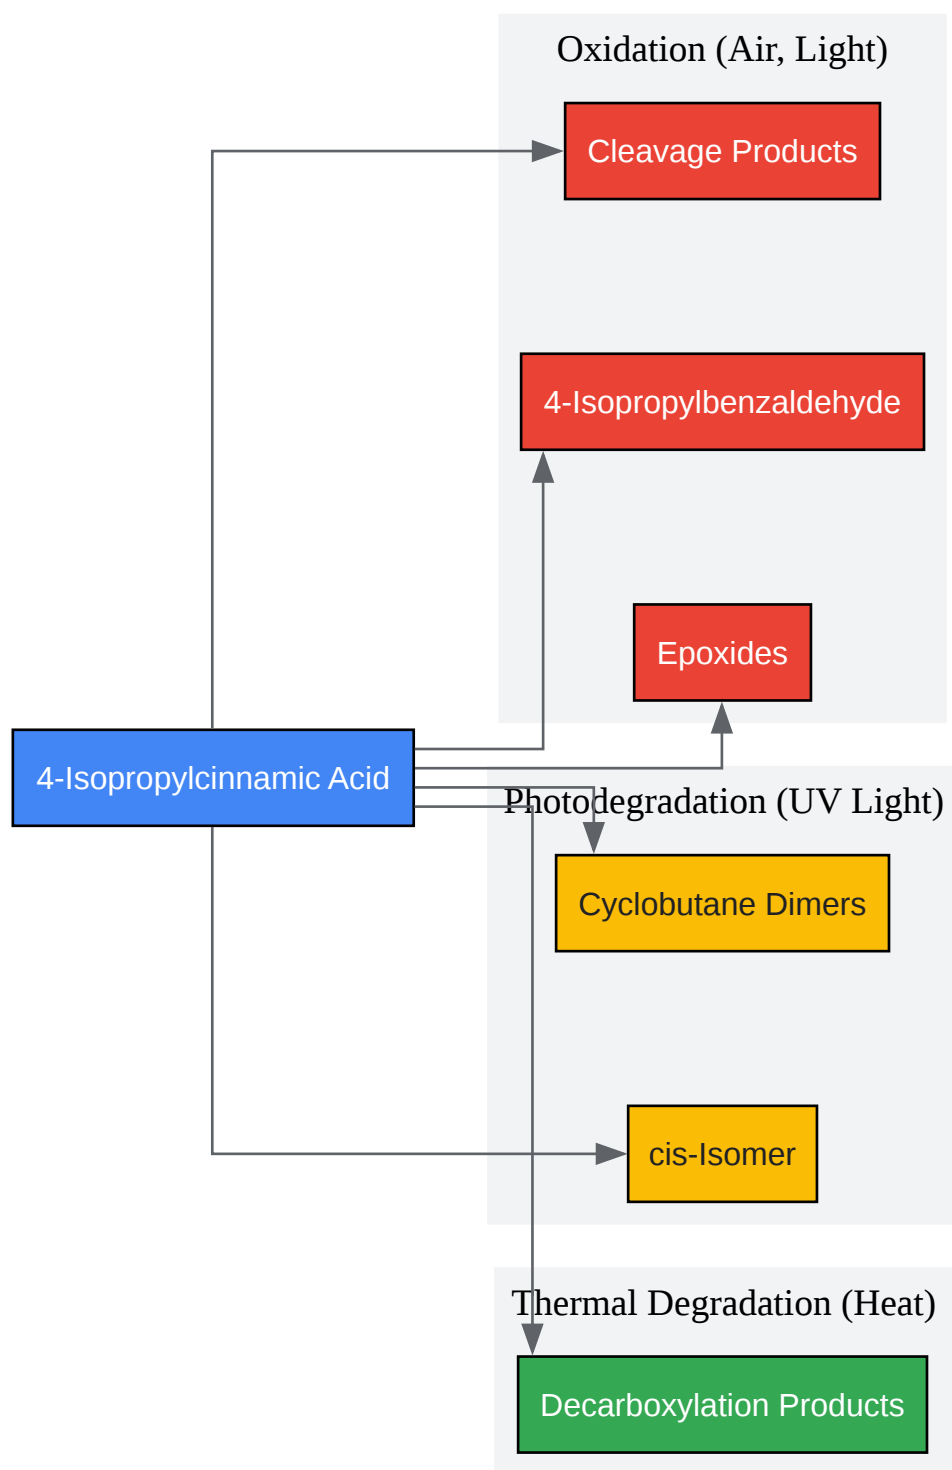 Oxidation (Air, Light)
Cleavage Products
4-Isopropylbenzaldehyde
Epoxides
4-Isopropylcinnamic Acid
Photodegradation (UV Light)
Cyclobutane Dimers
cis-Isomer
Thermal Degradation (Heat)
Decarboxylation Products